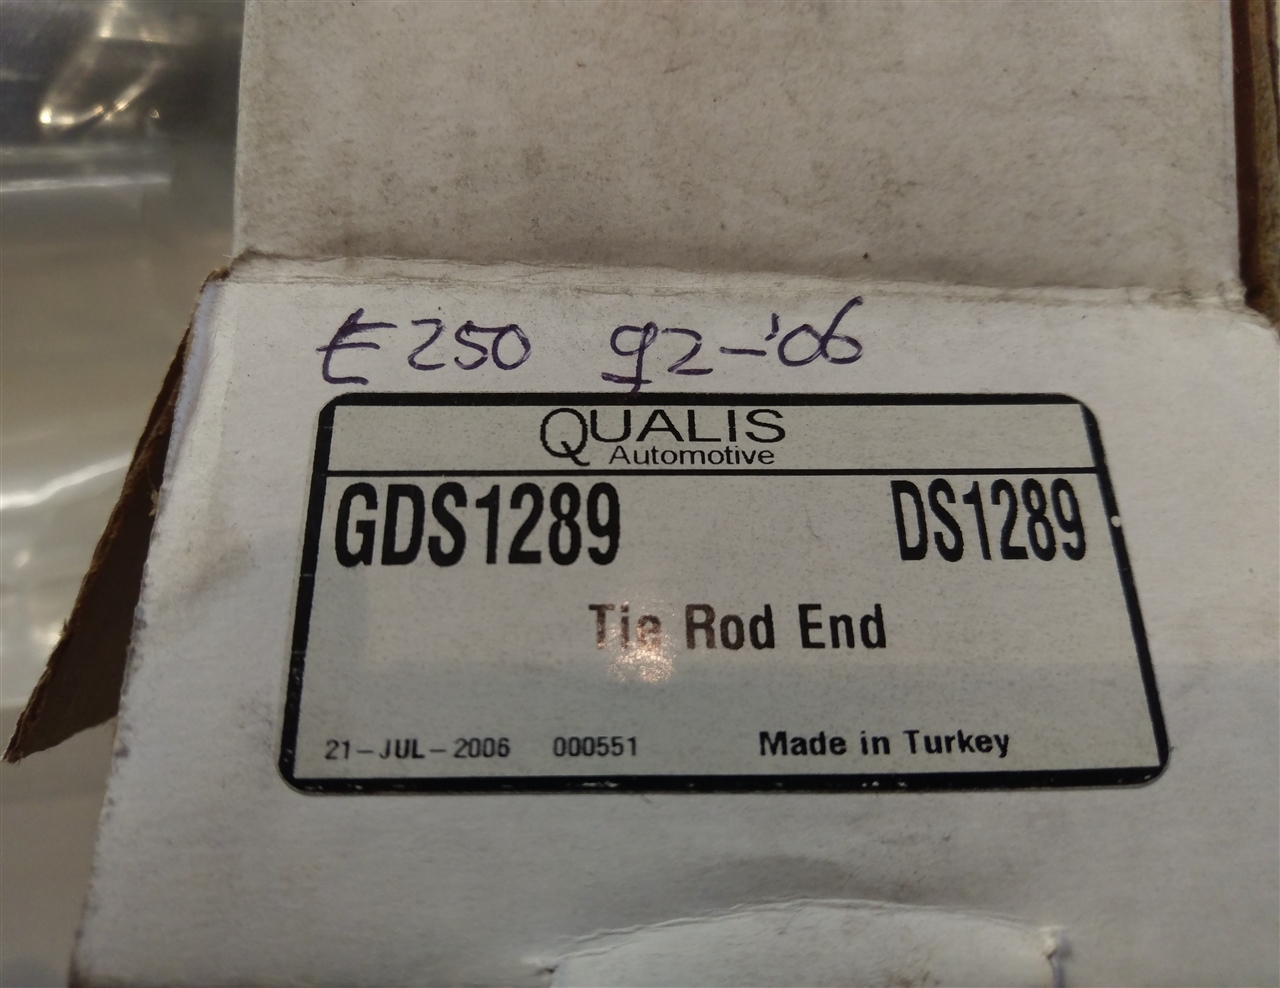 E250 92-'06
QUALIS
Automotive
GDS1289 DS1289
Tie Rod End
21-JUL-2006 000551 Made in Turkey